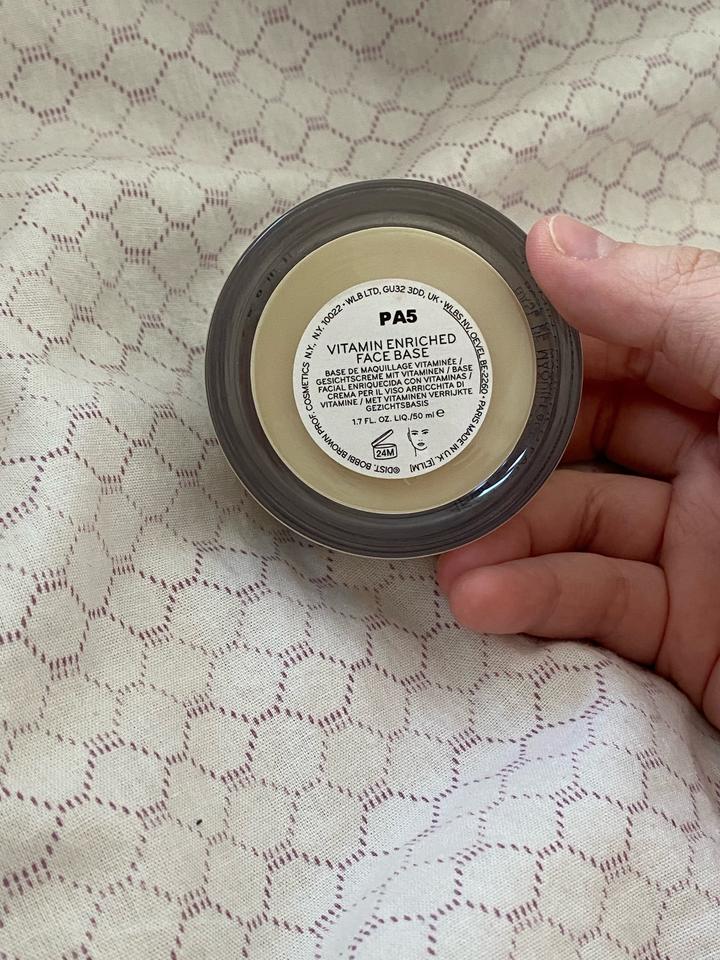 PA5
VITAMIN ENRICHED
FACE BASE
BASE DE MAQUILLAGE VITAMINÉE /
GESICHTSCREME MIT VITAMINEN / BASE
FACIAL ENRIQUECIDA CON VITAMINAS /
CREMA PER IL VISO ARRICCHITA DI
VITAMINE / MET VITAMINEN VERRIJKTE
GEZICHTSBASIS
1.7 FL. OZ. LIQ./50 ml ℮
24M
©DIST. BOBBI BROWN PROF. COSMETICS N.Y., N.Y. 10022 • WLB LTD, GU32 3DD, UK • WLBS NV, OEVEL BE-2260 • PARIS MADE IN U.K. [EILM]